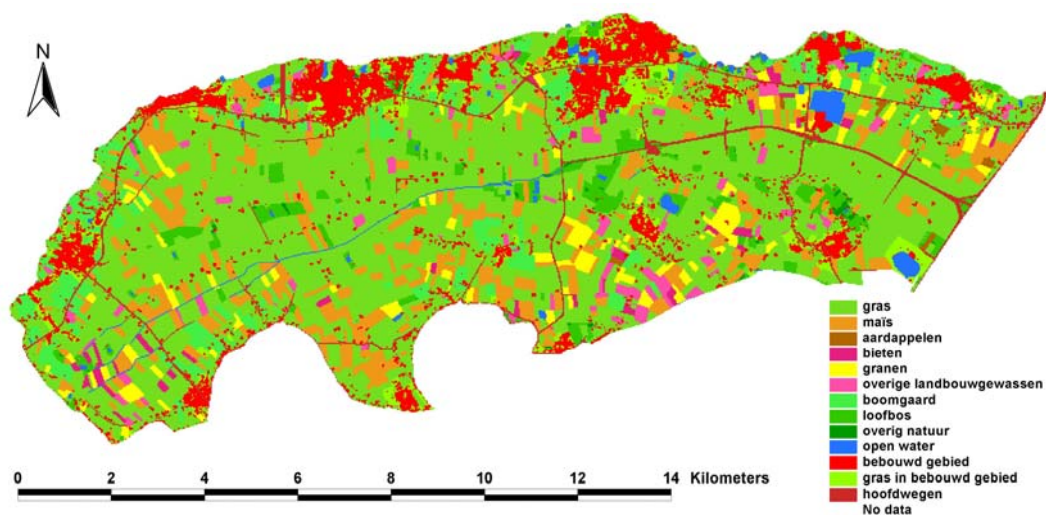 N
gras
maïs
aardappelen
bieten
granen
overige landbouwgewassen
boomgaard
loofbos
overig natuur
open water
bebouwd gebied
gras in bebouwd gebied
hoofdwegen
No data
0 2 4 6 8 10 12 14 Kilometers